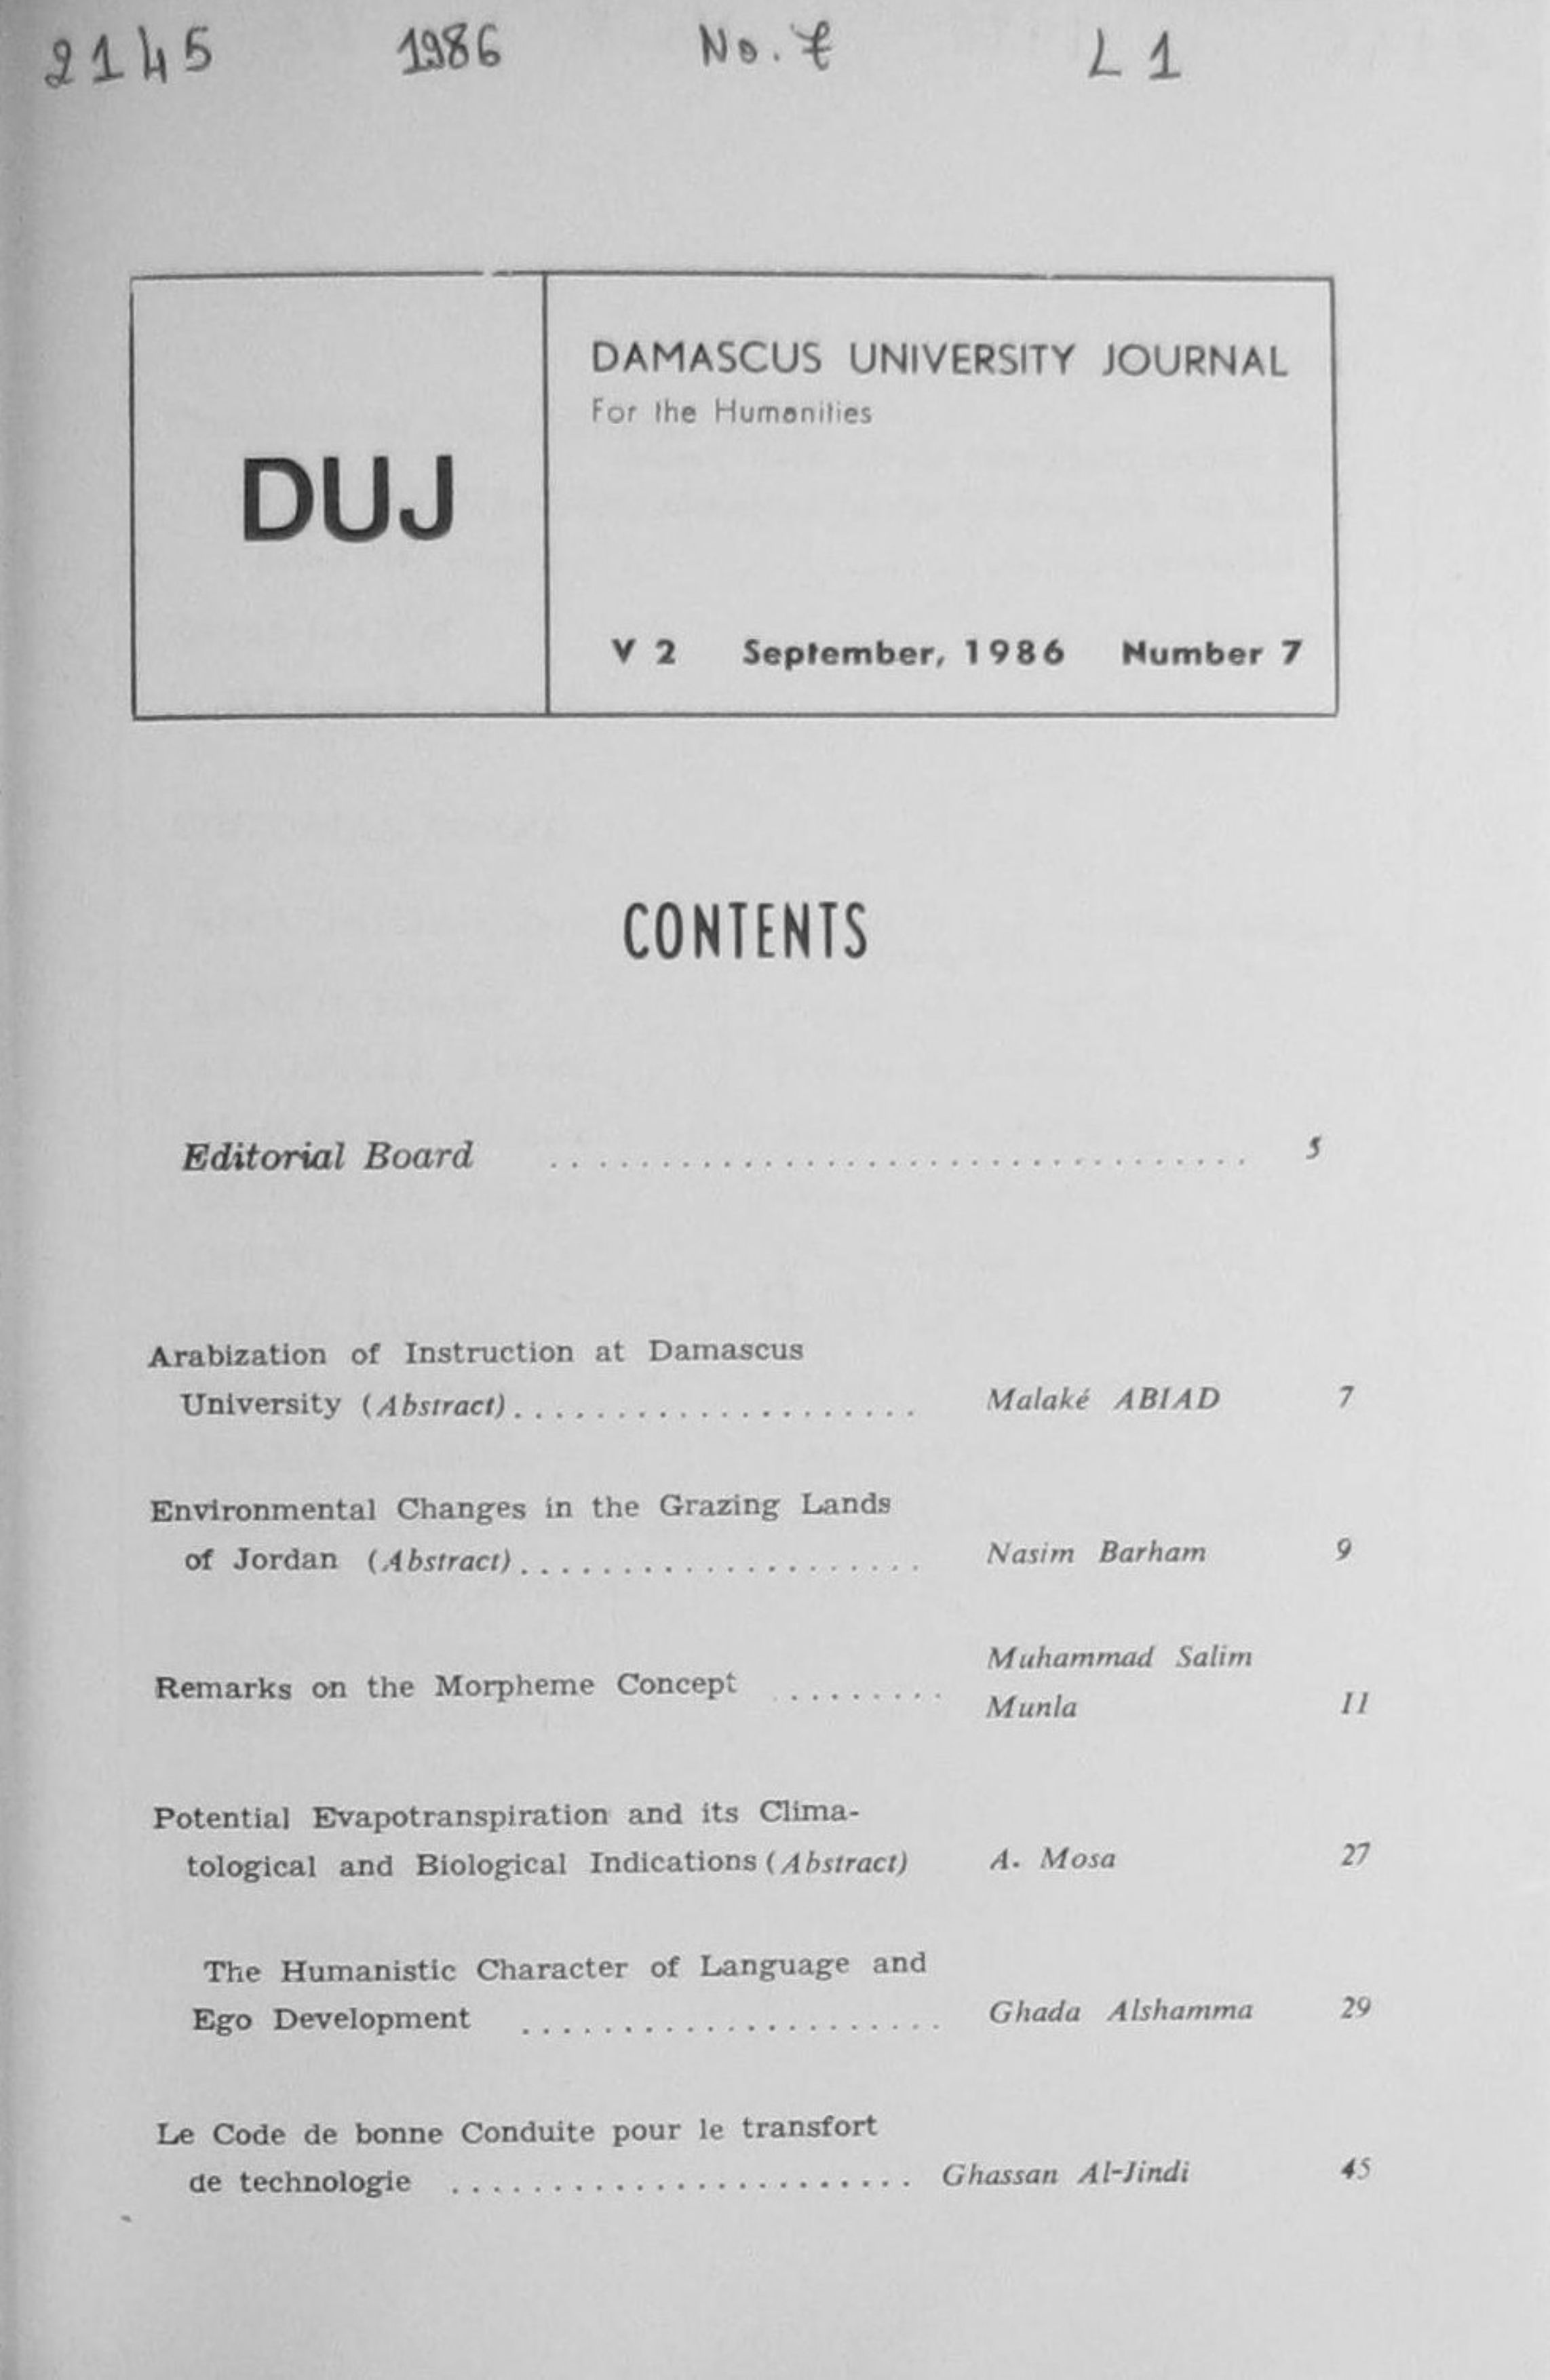 2145 1986 No. 7 L1
DUJ
DAMASCUS UNIVERSITY JOURNAL
For the Humanities
V 2 September, 1986 Number 7
CONTENTS
Editorial Board .................................. 5
Arabization of Instruction at Damascus
University (Abstract).................... Malaké ABIAD 7
Environmental Changes in the Grazing Lands
of Jordan (Abstract).................... Nasim Barham 9
Muhammad Salim
Remarks on the Morpheme Concept ......... Munla 11
Potential Evapotranspiration and its Clima-
tological and Biological Indications (Abstract) A. Mosa 27
The Humanistic Character of Language and
Ego Development ..................... Ghada Alshamma 29
Le Code de bonne Conduite pour le transfort
de technologie ....................... Ghassan Al-Jindi 45